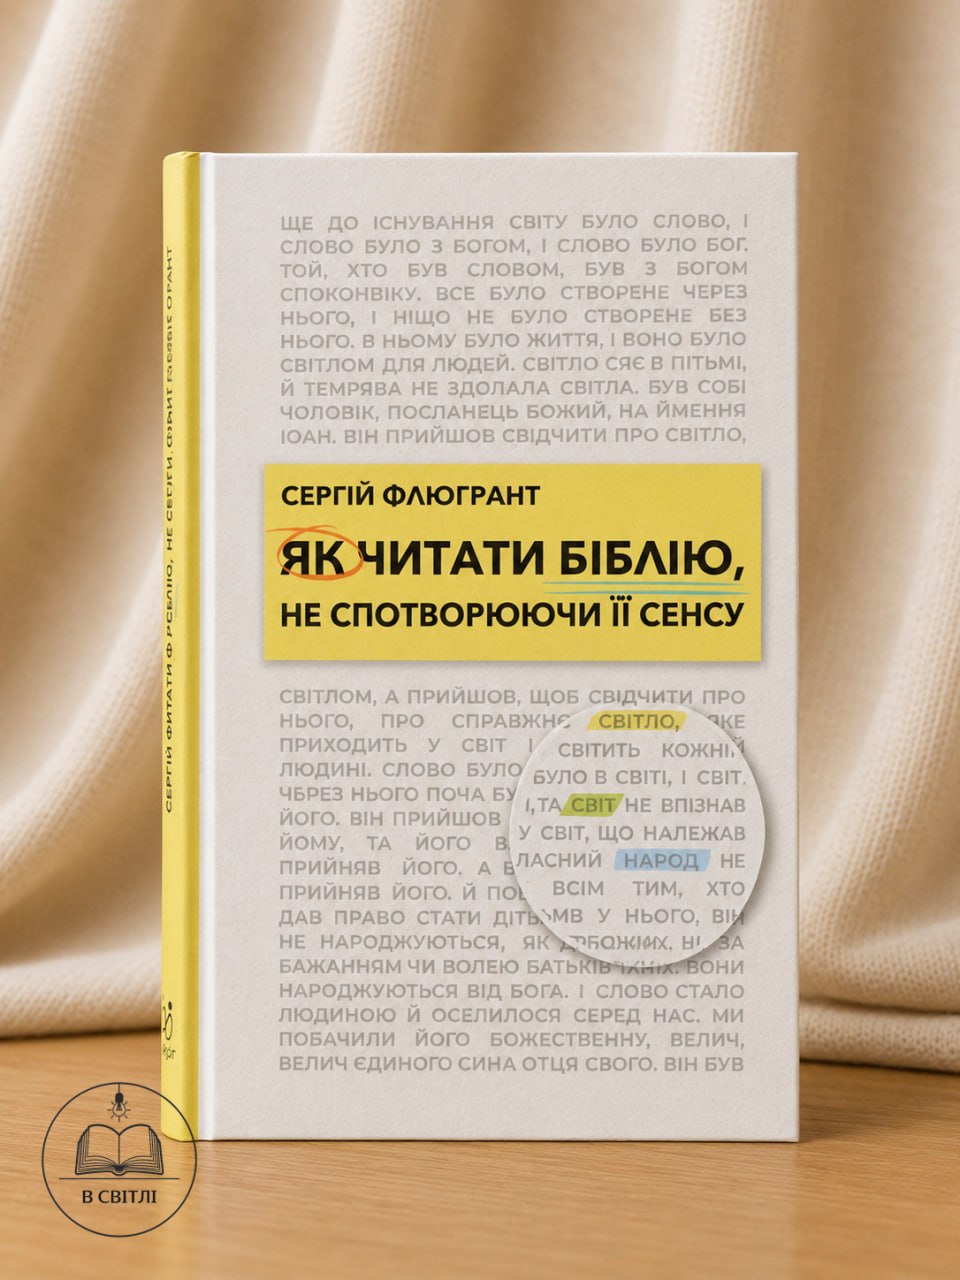 ЩЕ ДО ІСНУВАННЯ СВІТУ БУЛО СЛОВО, І
СЛОВО БУЛО З БОГОМ, І СЛОВО БУЛО БОГ.
ТОЙ, ХТО БУВ СЛОВОМ, БУВ З БОГОМ
СПОКОНВІКУ. ВСЕ БУЛО СТВОРЕНЕ ЧЕРЕЗ
НЬОГО, І НІЩО НЕ БУЛО СТВОРЕНЕ БЕЗ
НЬОГО. В НЬОМУ БУЛО ЖИТТЯ, І ВОНО БУЛО
СВІТЛОМ ДЛЯ ЛЮДЕЙ. СВІТЛО СЯЄ В ПІТЬМІ,
Й ТЕМРЯВА НЕ ЗДОЛАЛА СВІТЛА. БУВ СОБІ
ЧОЛОВІК, ПОСЛАНЕЦЬ БОЖИЙ, НА ЙМЕННЯ
ІОАН. ВІН ПРИЙШОВ СВІДЧИТИ ПРО СВІТЛО,
СЕРГІЙ ФЛЮГРАНТ
ЯК ЧИТАТИ БІБЛІЮ,
НЕ СПОТВОРЮЮЧИ ЇЇ СЕНСУ
СВІТЛОМ, А ПРИЙШОВ, ЩОБ СВІДЧИТИ ПРО
НЬОГО, ПРО СПРАВЖНЄ СВІТЛО, ЯКЕ
ПРИХОДИТЬ У СВІТ І СВІТИТЬ КОЖНІЙ
ЛЮДИНІ. СЛОВО БУЛО БУЛО В СВІТІ, І СВІТ
ЧЕРЕЗ НЬОГО ПОЧА ТА СВІТ НЕ ВПІЗНАВ
ЙОГО. ВІН ПРИЙШОВ У СВІТ, ЩО НАЛЕЖАВ
ЙОМУ, ТА ЙОГО НАРОД НЕ
ПРИЙНЯВ ЙОГО. А ВСІМ ТИМ, ХТО
ПРИЙНЯВ ЙОГО. Й У НЬОГО, ВІН
ДАВ ПРАВО СТАТИ
НЕ НАРОДЖУЮТЬСЯ, ЯК ЗА
БАЖАННЯМ ЧИ ВОЛЕЮ БАТЬКІВ ЇХНІХ. ВОНИ
НАРОДЖУЮТЬСЯ ВІД БОГА. І СЛОВО СТАЛО
ЛЮДИНОЮ Й ОСЕЛИЛОСЯ СЕРЕД НАС. МИ
ПОБАЧИЛИ ЙОГО БОЖЕСТВЕННУ, ВЕЛИЧ,
ВЕЛИЧ ЄДИНОГО СИНА ОТЦЯ СВОГО. ВІН БУВ
В СВІТЛІ